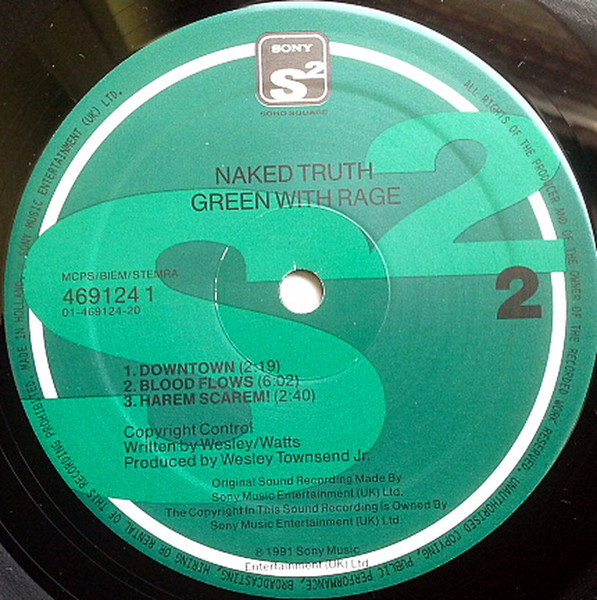 SONY
S2
SOHO SQUARE
NAKED TRUTH
GREEN WITH RAGE
S2
MCPS/BIEM/STEMRA
469124 1
01-469124-20
2
1. DOWNTOWN (2:19)
2. BLOOD FLOWS (6:02)
3. HAREM SCAREM! (2:40)
Copyright Control
Written by Wesley/Watts
Produced by Wesley Townsend Jr.
Original Sound Recording Made By
Sony Music Entertainment (UK) Ltd.
The Copyright In This Sound Recording is Owned By
Sony Music Entertainment (UK) Ltd
℗ 1991 Sony Music
Entertainment (UK) Ltd.
ALL RIGHTS OF THE PRODUCER AND OF THE OWNER OF THE RECORDED WORK RESERVED. UNAUTHORISED COPYING, PUBLIC PERFORMANCE, BROADCASTING, HIRING OR RENTAL OF THIS RECORDING PROHIBITED. MADE IN HOLLAND. SONY MUSIC ENTERTAINMENT (UK) LTD.